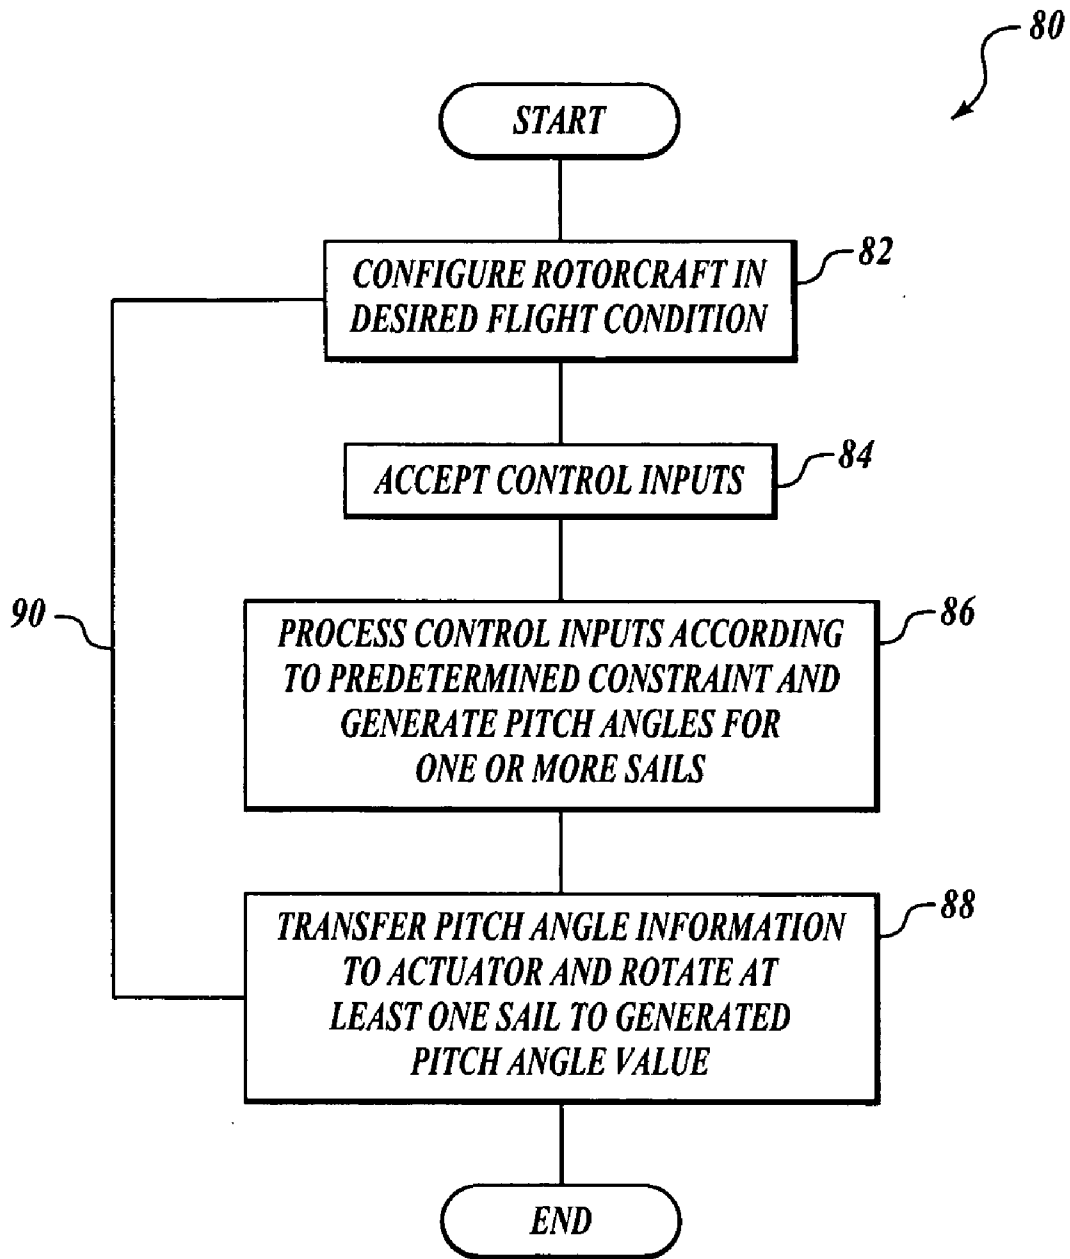 80
START
CONFIGURE ROTORCRAFT IN
DESIRED FLIGHT CONDITION
82
ACCEPT CONTROL INPUTS
84
90
PROCESS CONTROL INPUTS ACCORDING
TO PREDETERMINED CONSTRAINT AND
GENERATE PITCH ANGLES FOR
ONE OR MORE SAILS
86
TRANSFER PITCH ANGLE INFORMATION
TO ACTUATOR AND ROTATE AT
LEAST ONE SAIL TO GENERATED
PITCH ANGLE VALUE
88
END